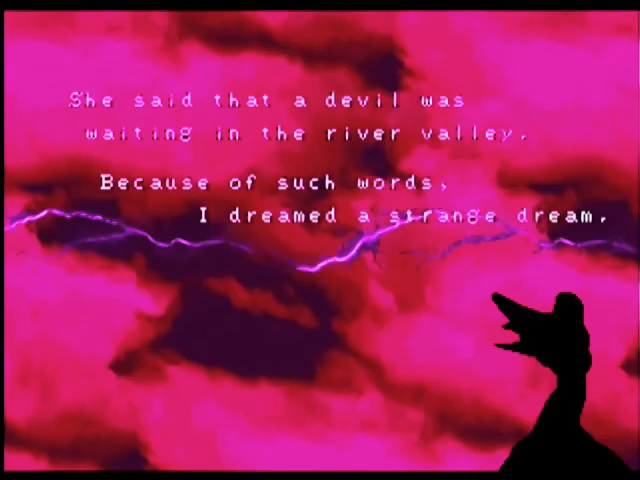 She said that a devil was
waiting in the river valley.
Because of such words,
I dreamed a strange dream.